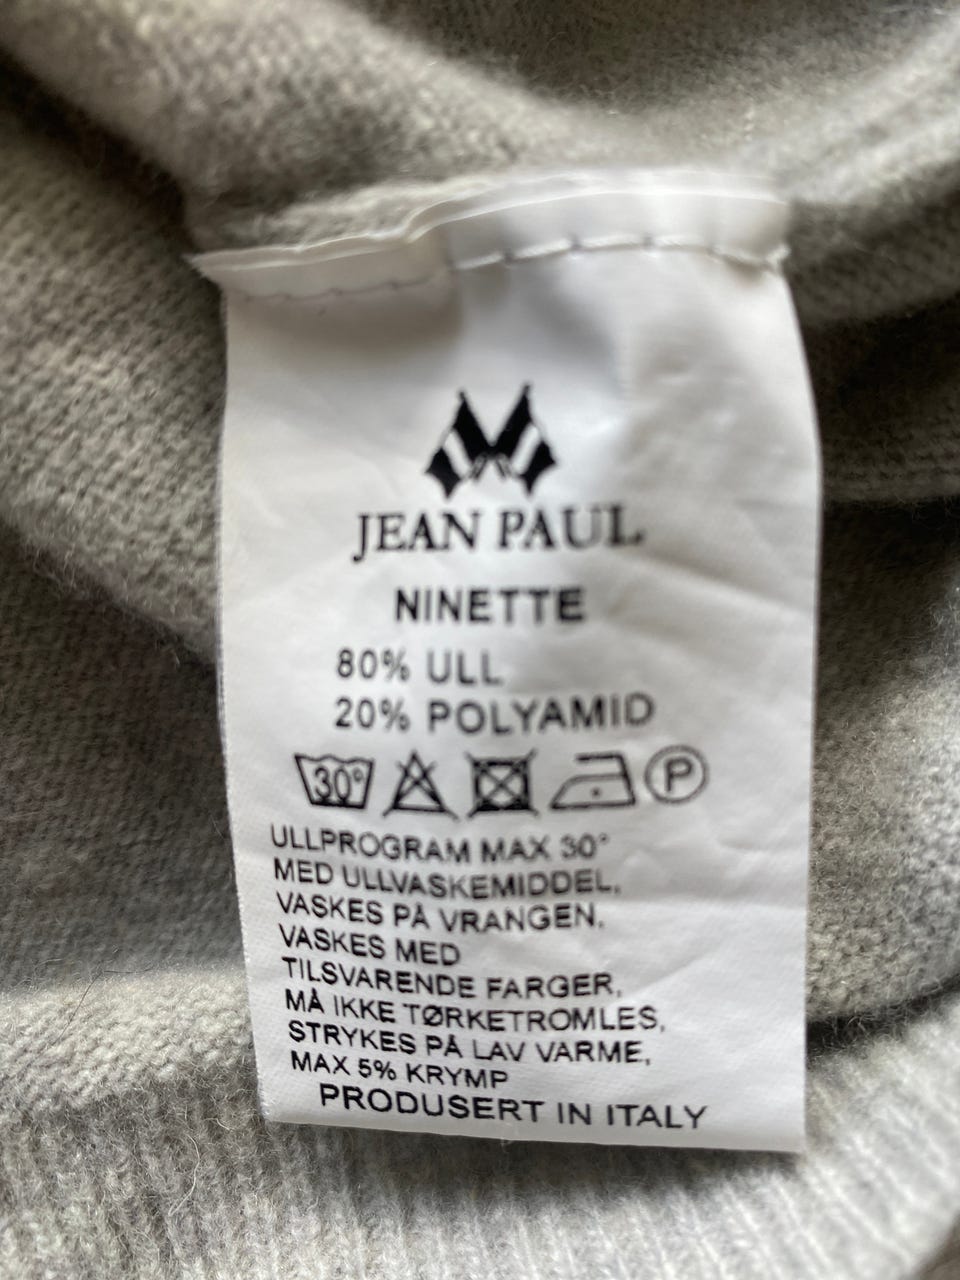 JEAN PAUL
NINETTE
80% ULL
20% POLYAMID
30° P
ULLPROGRAM MAX 30°
MED ULLVASKEMIDDEL,
VASKES PÅ VRANGEN,
VASKES MED
TILSVARENDE FARGER,
MÅ IKKE TØRKETROMLES,
STRYKES PÅ LAV VARME,
MAX 5% KRYMP
PRODUSERT IN ITALY